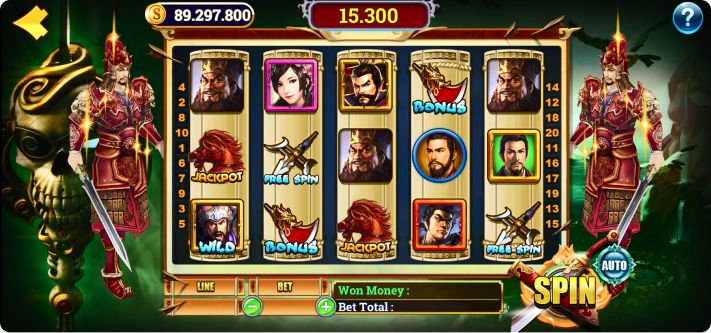 S 89.297.800
15.300
?
4 14
2 12
BONUS
8 18
10 20
1 11
6 16
JACKPOT FREE SPIN
7 17
9 19
3 13
5 15
WILD BONUS JACKPOT FREE SPIN
LINE BET
Won Money :
Bet Total :
- +
SPIN
AUTO